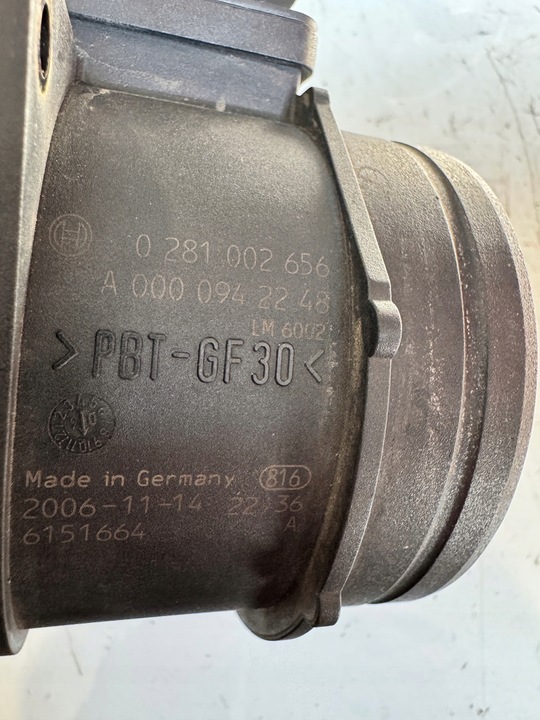 0 281 002 656
A 000 094 22 48
LM 6002
>PBT-GF30<
Made in Germany 816
2006-11-14 22/36
6151664 A